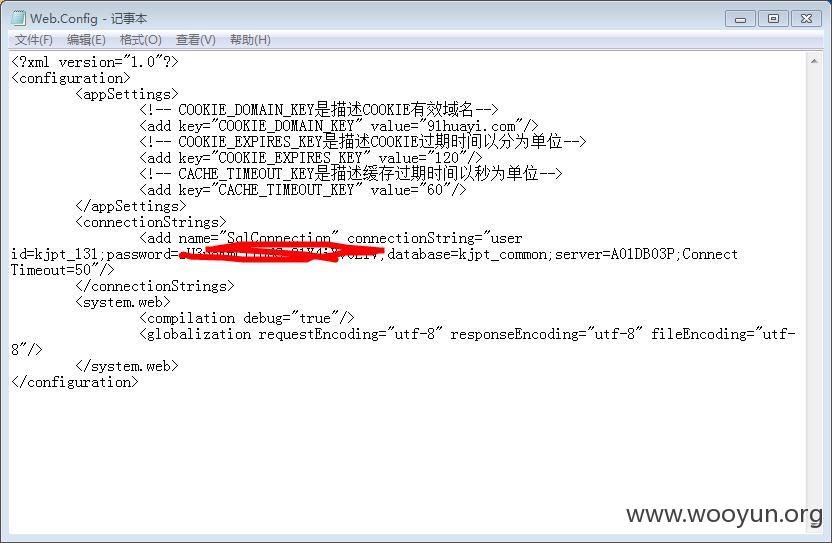 Web.Config - 记事本
文件(F) 编辑(E) 格式(O) 查看(V) 帮助(H)
<?xml version="1.0"?>
<configuration>
<appSettings>
<!-- COOKIE_DOMAIN_KEY是描述COOKIE有效域名-->
<add key="COOKIE_DOMAIN_KEY" value="91huayi.com"/>
<!-- COOKIE_EXPIRES_KEY是描述COOKIE过期时间以分为单位-->
<add key="COOKIE_EXPIRES_KEY" value="120"/>
<!-- CACHE_TIMEOUT_KEY是描述缓存过期时间以秒为单位-->
<add key="CACHE_TIMEOUT_KEY" value="60"/>
</appSettings>
<connectionStrings>
<add name="SqlConnection" connectionString="user
id=kjpt_131;password=;database=kjpt_common;server=A01DB03P;Connect
Timeout=50"/>
</connectionStrings>
<system.web>
<compilation debug="true"/>
<globalization requestEncoding="utf-8" responseEncoding="utf-8" fileEncoding="utf-
8"/>
</system.web>
</configuration>
www.wooyun.org